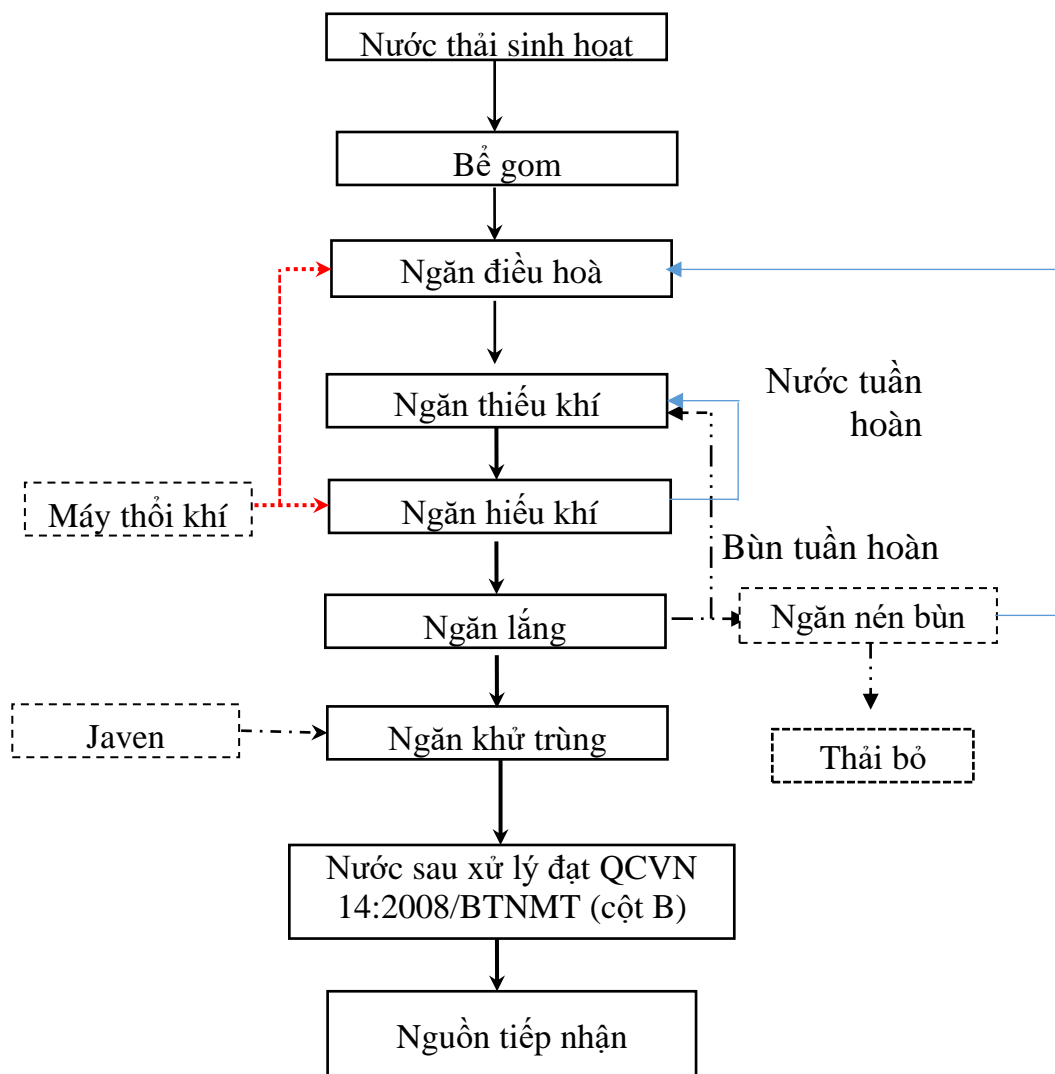 Nước thải sinh hoạt
Bể gom
Ngăn điều hoà
Ngăn thiếu khí
Nước tuần
hoàn
Máy thổi khí
Ngăn hiếu khí
Bùn tuần hoàn
Ngăn lắng
Ngăn nén bùn
Javen
Ngăn khử trùng
Thải bỏ
Nước sau xử lý đạt QCVN
14:2008/BTNMT (cột B)
Nguồn tiếp nhận